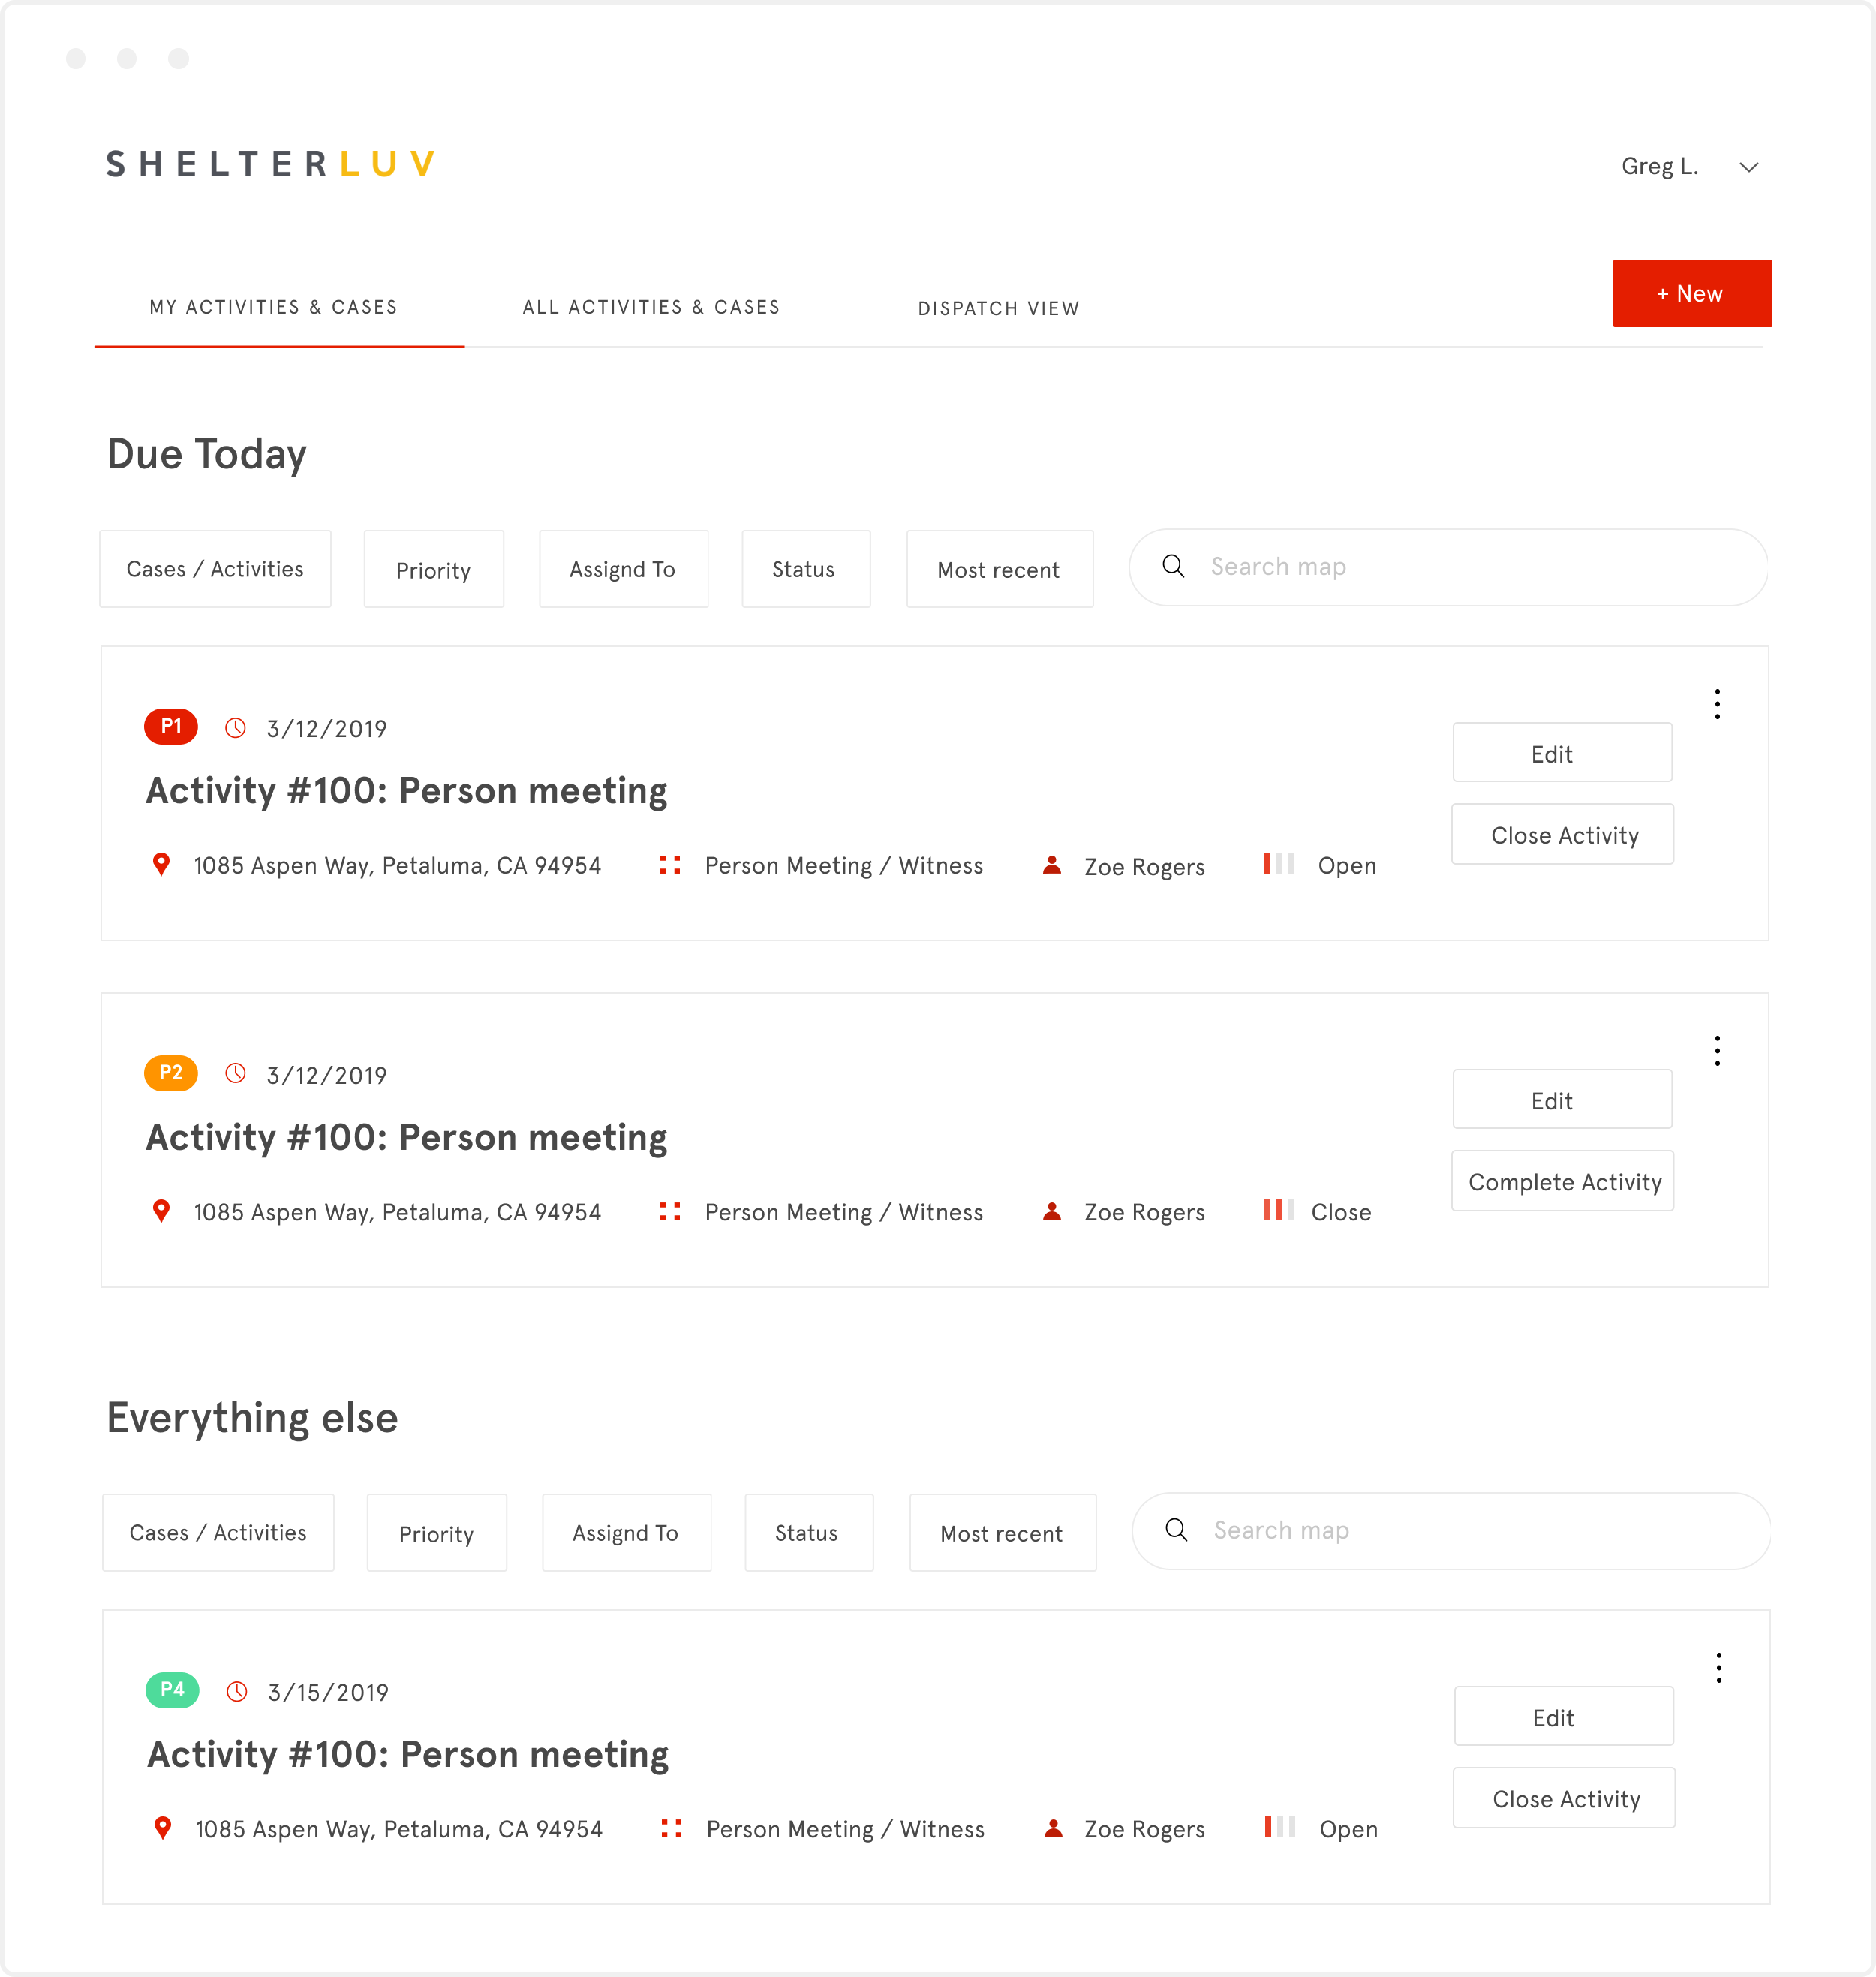 SHELTERLUV
Greg L.
MY ACTIVITIES & CASES
ALL ACTIVITIES & CASES
DISPATCH VIEW
+ New
Due Today
Cases / Activities
Priority
Assignd To
Status
Most recent
Search map
P1
3/12/2019
Activity #100: Person meeting
1085 Aspen Way, Petaluma, CA 94954
Person Meeting / Witness
Zoe Rogers
Open
Edit
Close Activity
P2
3/12/2019
Activity #100: Person meeting
1085 Aspen Way, Petaluma, CA 94954
Person Meeting / Witness
Zoe Rogers
Close
Edit
Complete Activity
Everything else
Cases / Activities
Priority
Assignd To
Status
Most recent
Search map
P4
3/15/2019
Activity #100: Person meeting
1085 Aspen Way, Petaluma, CA 94954
Person Meeting / Witness
Zoe Rogers
Open
Edit
Close Activity